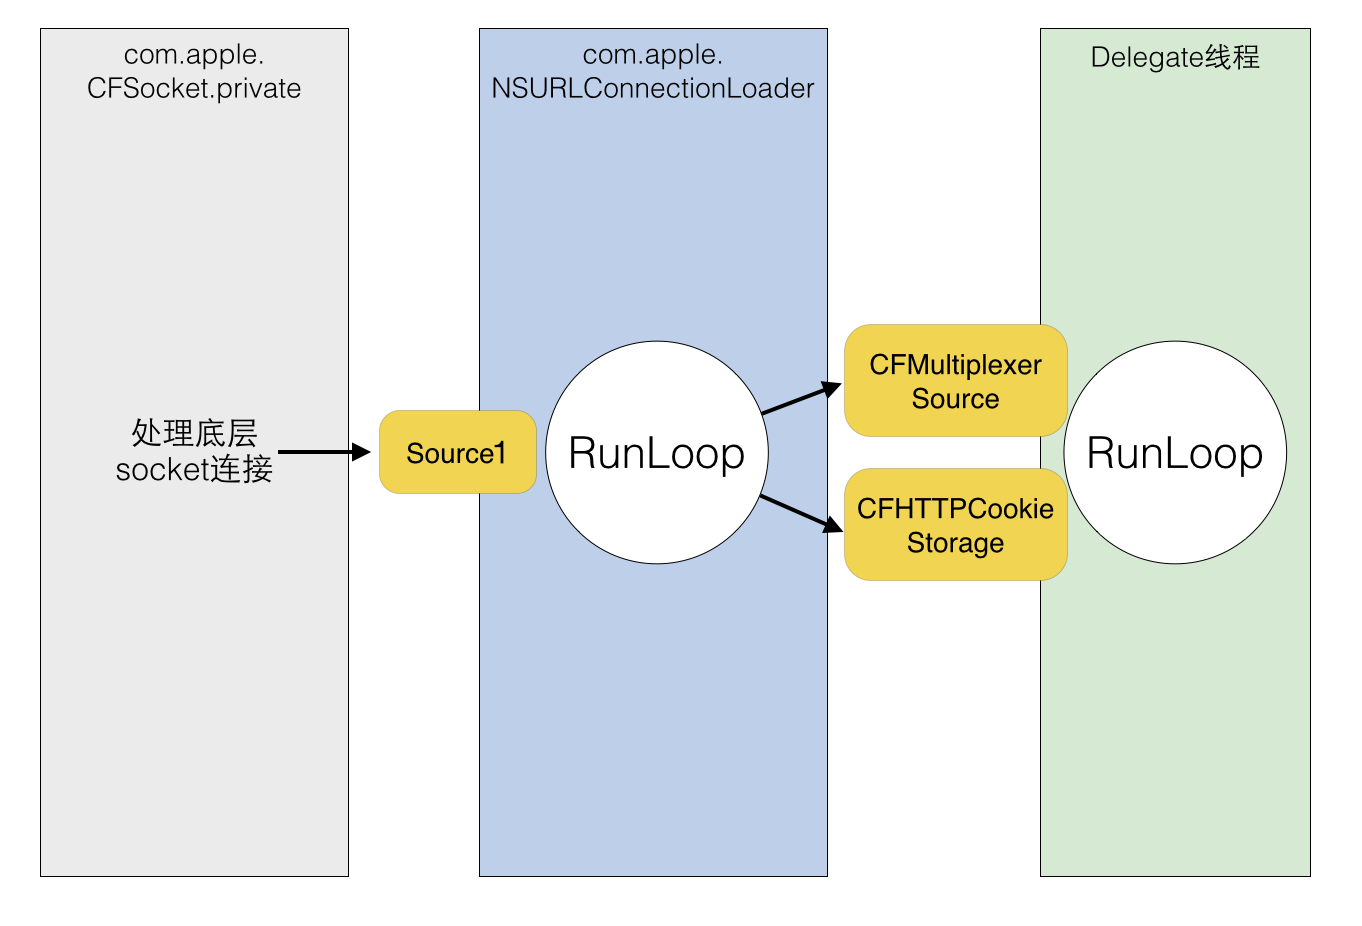 com.apple.
CFSocket.private
com.apple.
NSURLConnectionLoader
Delegate线程
处理底层
socket连接
Source1
RunLoop
CFMultiplexer
Source
CFHTTPCookie
Storage
RunLoop